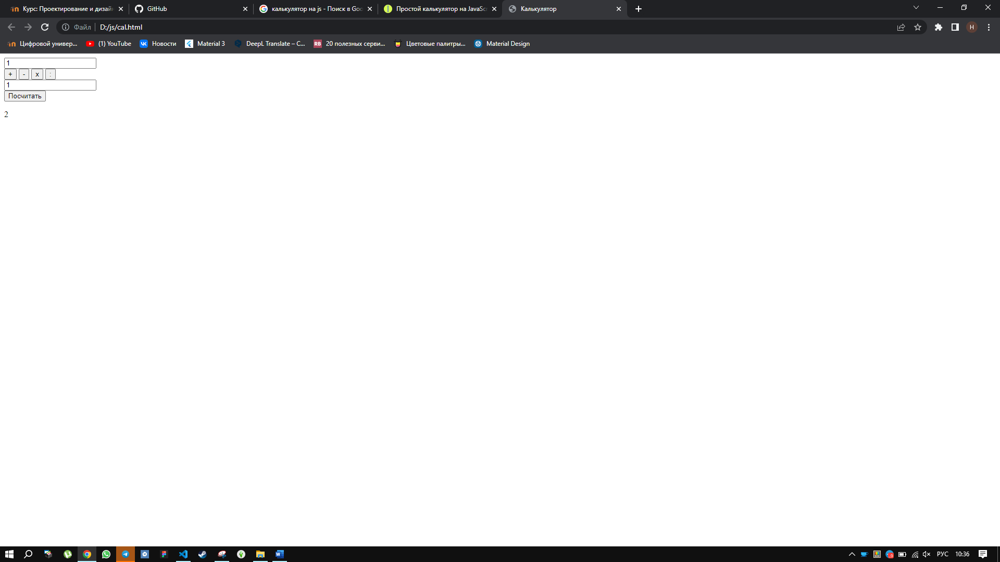 Курс: Проектирование и дизайн
GitHub
калькулятор на js - Поиск в Goo
Простой калькулятор на JavaSc
Калькулятор
Файл D:/js/cal.html
H
Цифровой универ...
(1) YouTube
Новости
Material 3
DeepL Translate – С...
RB 20 полезных серви...
Цветовые палитры...
Material Design
1
+ - x :
1
Посчитать
2
РУС 10:36